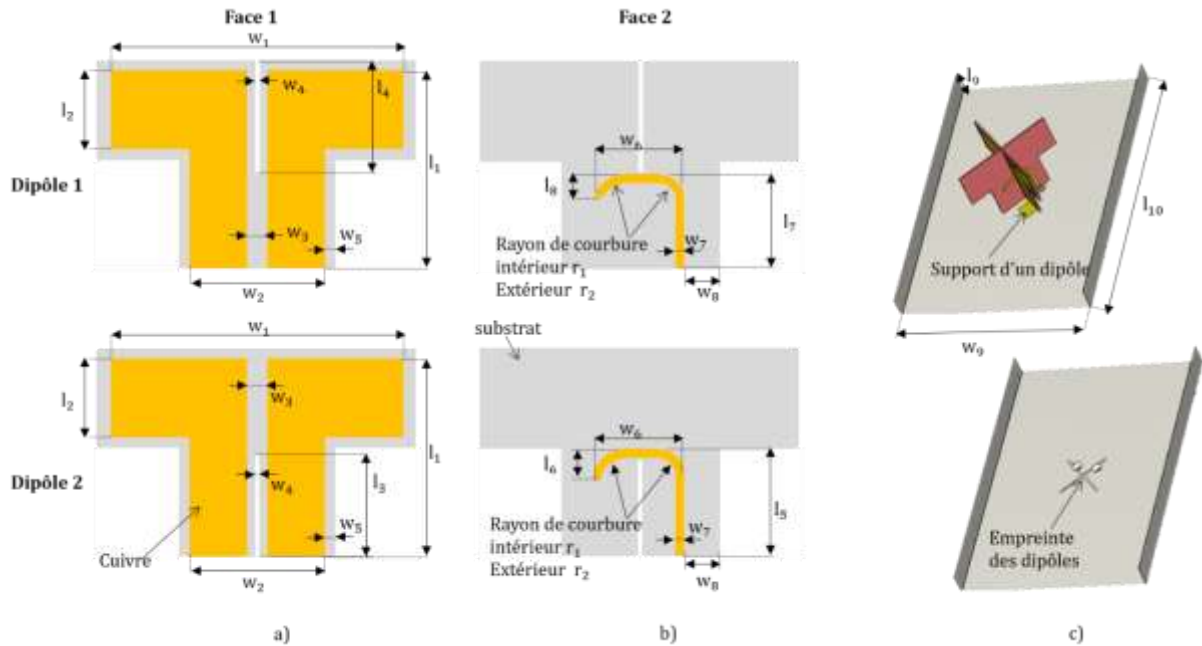 Face 1
Face 2
w₁
l₂
w₄
l₄
l₁
Dipôle 1
w₃
w₅
w₂
w₆
l₈
l₇
Rayon de courbure
intérieur r₁
Extérieur r₂
w₇
w₈
l₉
l₁₀
Support d'un dipôle
w₉
w₁
l₂
w₃
l₁
Dipôle 2
w₄
l₃
w₅
Cuivre
w₂
substrat
w₆
l₆
l₅
Rayon de courbure
intérieur r₁
Extérieur r₂
w₇
w₈
Empreinte
des dipôles
a)
b)
c)